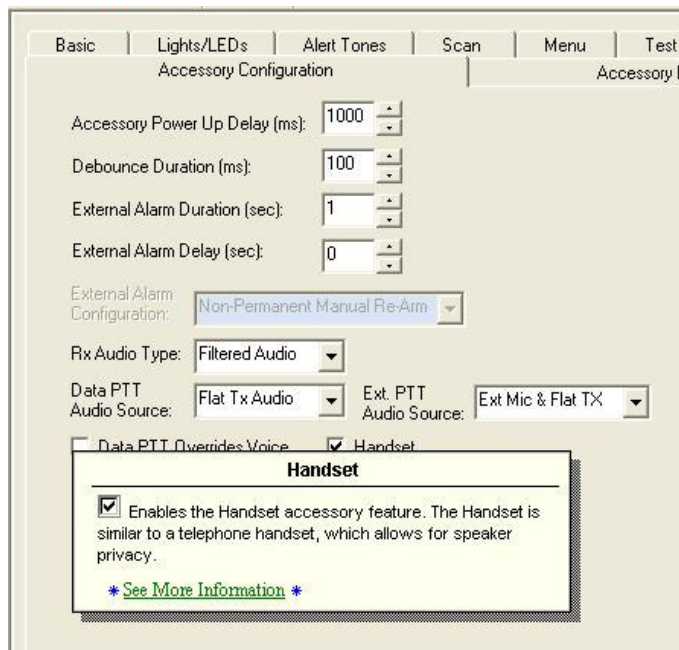 Basic Lights/LEDs Alert Tones Scan Menu Test
Accessory Configuration Accessory
Accessory Power Up Delay (ms): 1000
Debounce Duration (ms): 100
External Alarm Duration (sec): 1
External Alarm Delay (sec): 0
External Alarm
Configuration: Non-Permanent Manual Re-Arm
Rx Audio Type: Filtered Audio
Data PTT
Audio Source: Flat Tx Audio
Ext. PTT
Audio Source: Ext Mic & Flat TX
Data PTT Overrides Voice Handset
Handset
Enables the Handset accessory feature. The Handset is
similar to a telephone handset, which allows for speaker
privacy.
* See More Information *